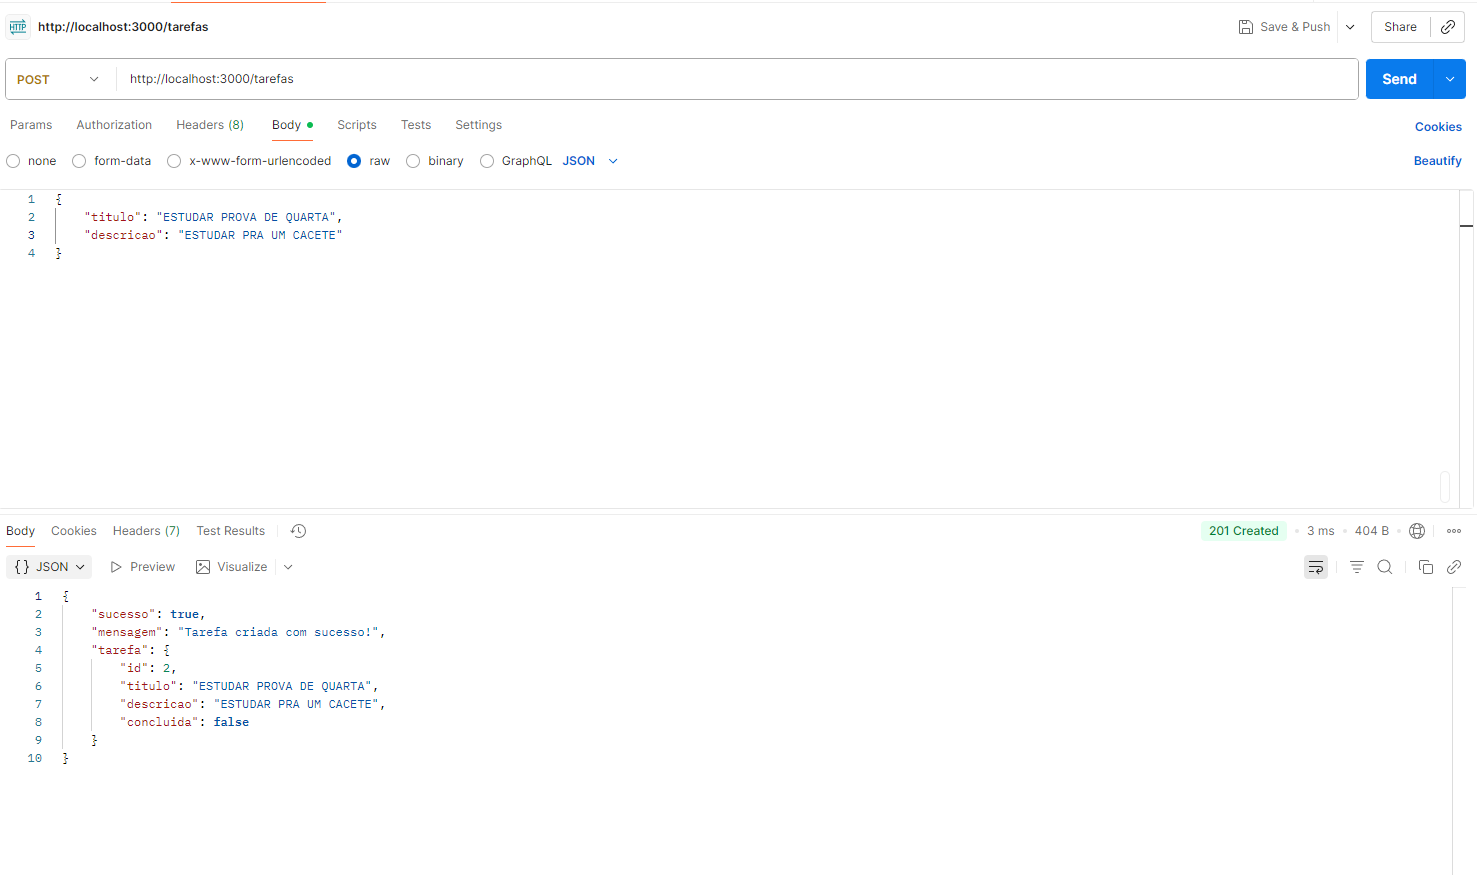 HTTP http://localhost:3000/tarefas Save & Push Share
POST http://localhost:3000/tarefas Send
Params Authorization Headers (8) Body Scripts Tests Settings Cookies
none form-data x-www-form-urlencoded raw binary GraphQL JSON Beautify
1 {
2 "titulo": "ESTUDAR PROVA DE QUARTA",
3 "descricao": "ESTUDAR PRA UM CACETE"
4 }
Body Cookies Headers (7) Test Results 201 Created 3 ms 404 B
{} JSON Preview Visualize
1 {
2 "sucesso": true,
3 "mensagem": "Tarefa criada com sucesso!",
4 "tarefa": {
5 "id": 2,
6 "titulo": "ESTUDAR PROVA DE QUARTA",
7 "descricao": "ESTUDAR PRA UM CACETE",
8 "concluida": false
9 }
10 }